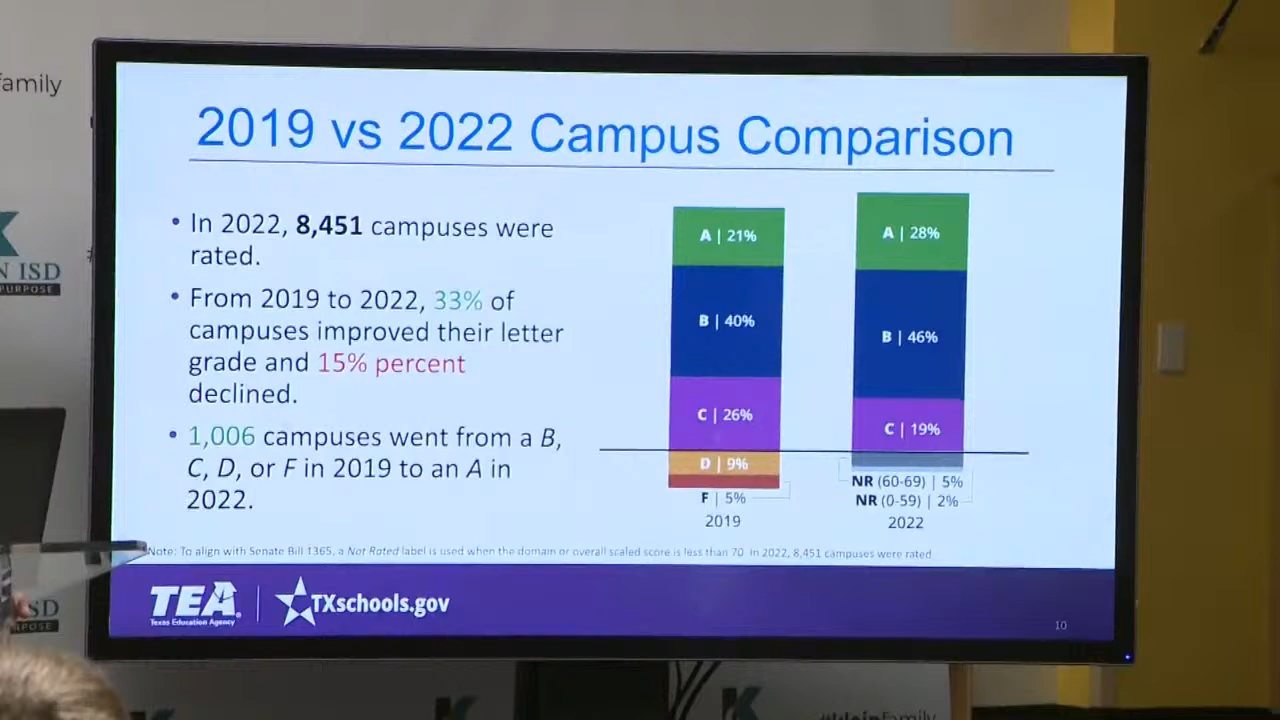 family
2019 vs 2022 Campus Comparison
• In 2022, 8,451 campuses were
rated.
• From 2019 to 2022, 33% of
campuses improved their letter
grade and 15% percent
declined.
• 1,006 campuses went from a B,
C, D, or F in 2019 to an A in
2022.
A | 21%
B | 40%
C | 26%
D | 9%
F | 5%
2019
A | 28%
B | 46%
C | 19%
NR (60-69) | 5%
NR (0-59) | 2%
2022
Note: To align with Senate Bill 1365, a Not Rated label is used when the domain or overall scaled score is less than 70. In 2022, 8,451 campuses were rated.
TEA
Texas Education Agency
TXschools.gov
10
N ISD
PURPOSE
SD
POSE
#KleinFamily